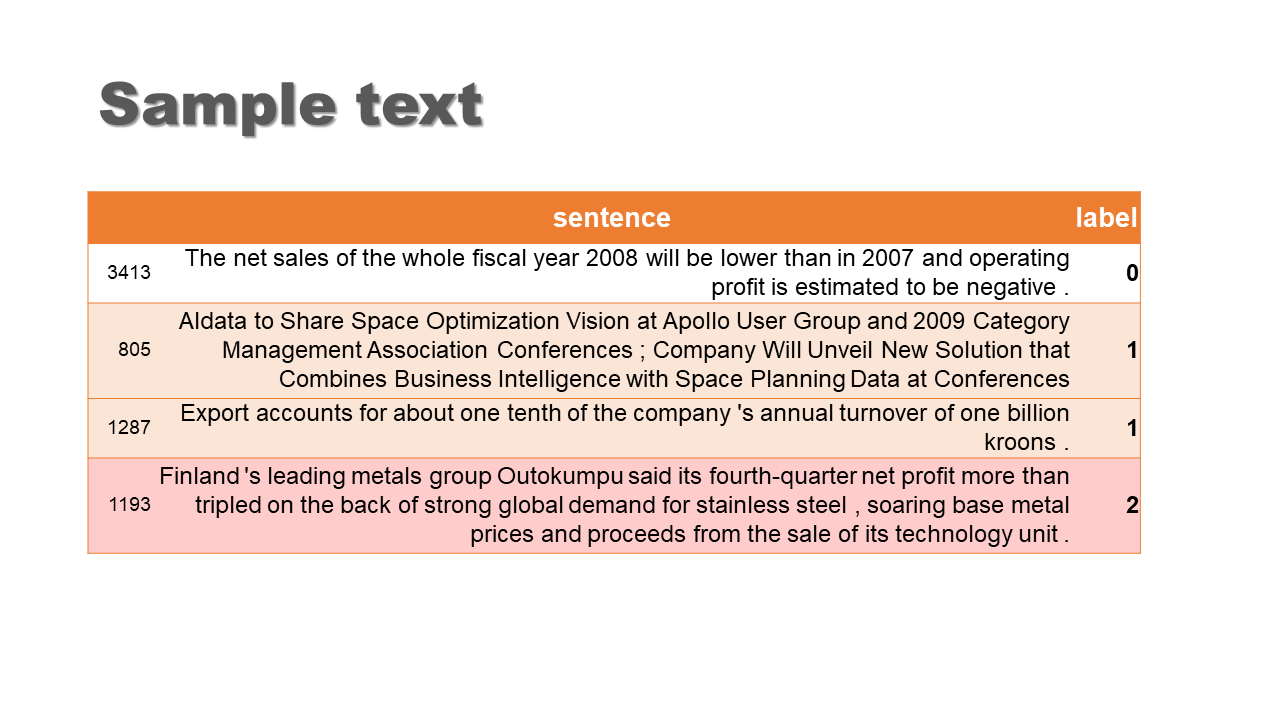 Sample text
sentence label
The net sales of the whole fiscal year 2008 will be lower than in 2007 and operating
3413 0
profit is estimated to be negative .
Aldata to Share Space Optimization Vision at Apollo User Group and 2009 Category
805 Management Association Conferences ; Company Will Unveil New Solution that 1
Combines Business Intelligence with Space Planning Data at Conferences
Export accounts for about one tenth of the company 's annual turnover of one billion
1287 1
kroons .
Finland 's leading metals group Outokumpu said its fourth-quarter net profit more than
1193 tripled on the back of strong global demand for stainless steel , soaring base metal 2
prices and proceeds from the sale of its technology unit .